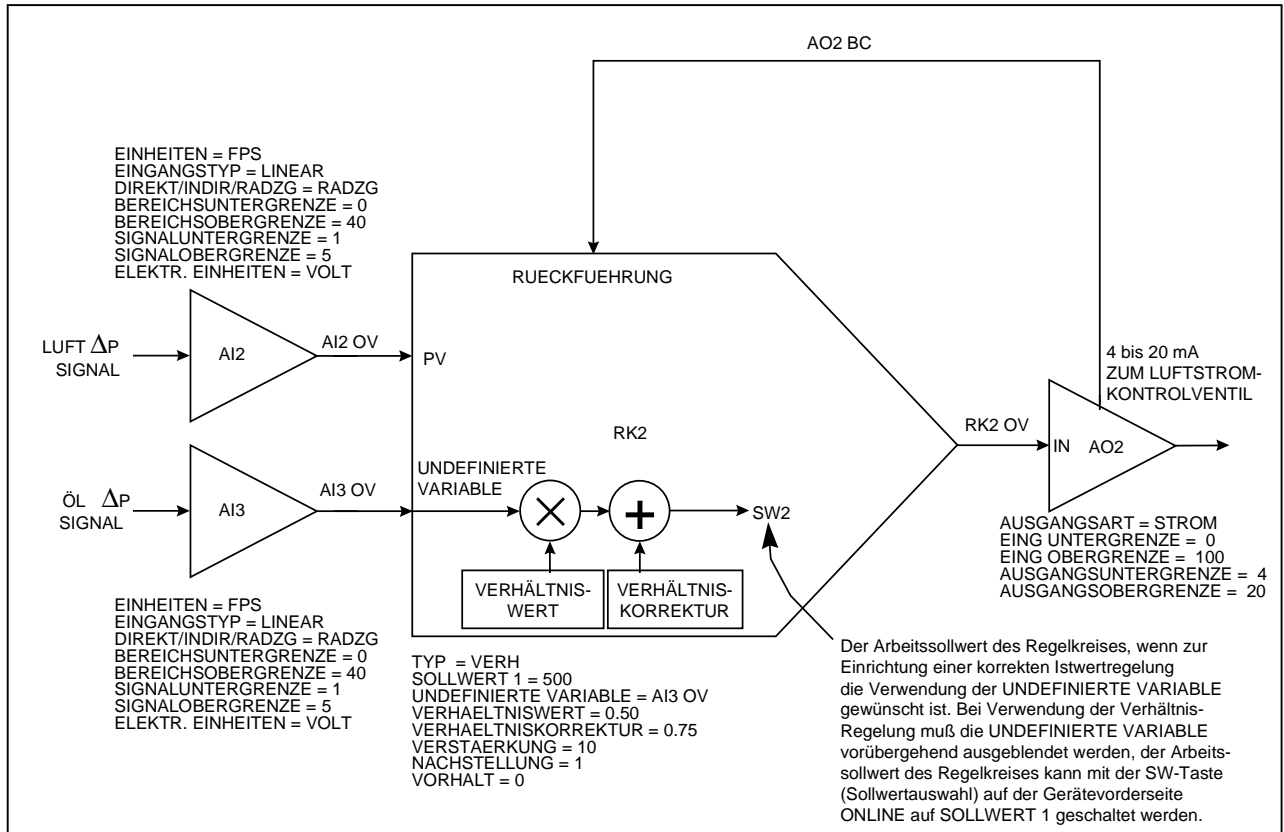 AO2 BC
EINHEITEN = FPS
EINGANGSTYP = LINEAR
DIREKT/INDIR/RADZG = RADZG
BEREICHSUNTERGRENZE = 0
BEREICHSOBERGRENZE = 40
SIGNALUNTERGRENZE = 1
SIGNALOBERGRENZE = 5
ELEKTR. EINHEITEN = VOLT
RUECKFUEHRUNG
LUFT ΔP
SIGNAL
AI2
AI2 OV
PV
4 bis 20 mA
ZUM LUFTSTROM-
KONTROLVENTIL
RK2
RK2 OV
IN
AO2
UNDEFINIERTE
VARIABLE
ÖL ΔP
SIGNAL
AI3
AI3 OV
×
+
SW2
VERHÄLTNIS-
WERT
VERHÄLTNIS-
KORREKTUR
AUSGANGSART = STROM
EING UNTERGRENZE = 0
EING OBERGRENZE = 100
AUSGANGSUNTERGRENZE = 4
AUSGANGSOBERGRENZE = 20
EINHEITEN = FPS
EINGANGSTYP = LINEAR
DIREKT/INDIR/RADZG = RADZG
BEREICHSUNTERGRENZE = 0
BEREICHSOBERGRENZE = 40
SIGNALUNTERGRENZE = 1
SIGNALOBERGRENZE = 5
ELEKTR. EINHEITEN = VOLT
TYP = VERH
SOLLWERT 1 = 500
UNDEFINIERTE VARIABLE = AI3 OV
VERHAELTNISWERT = 0.50
VERHAELTNISKORREKTUR = 0.75
VERSTAERKUNG = 10
NACHSTELLUNG = 1
VORHALT = 0
Der Arbeitssollwert des Regelkreises, wenn zur
Einrichtung einer korrekten Istwertregelung
die Verwendung der UNDEFINIERTE VARIABLE
gewünscht ist. Bei Verwendung der Verhältnis-
Regelung muß die UNDEFINIERTE VARIABLE
vorübergehend ausgeblendet werden, der Arbeits-
sollwert des Regelkreises kann mit der SW-Taste
(Sollwertauswahl) auf der Gerätevorderseite
ONLINE auf SOLLWERT 1 geschaltet werden.